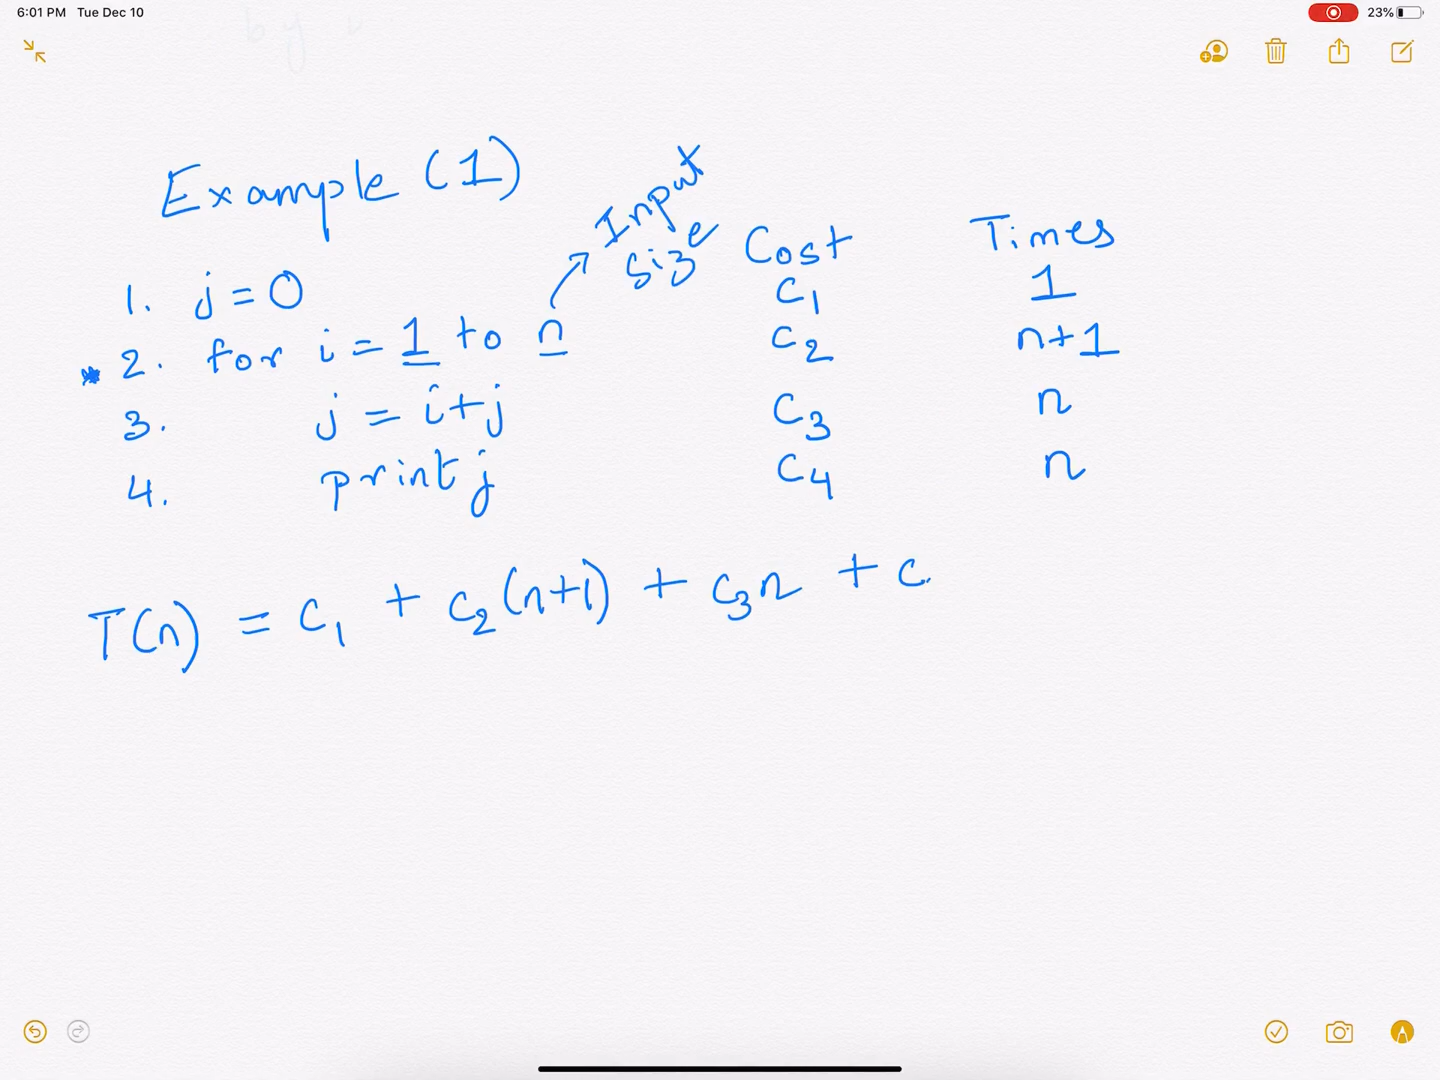 6:01 PM Tue Dec 10
23%
Example (1)
Input size
Cost
Times
1. j = 0
c1
1
* 2. for i = 1 to n
c2
n+1
3. j = i+j
c3
n
4. print j
c4
n
T(n) = c1 + c2(n+1) + c3n + c